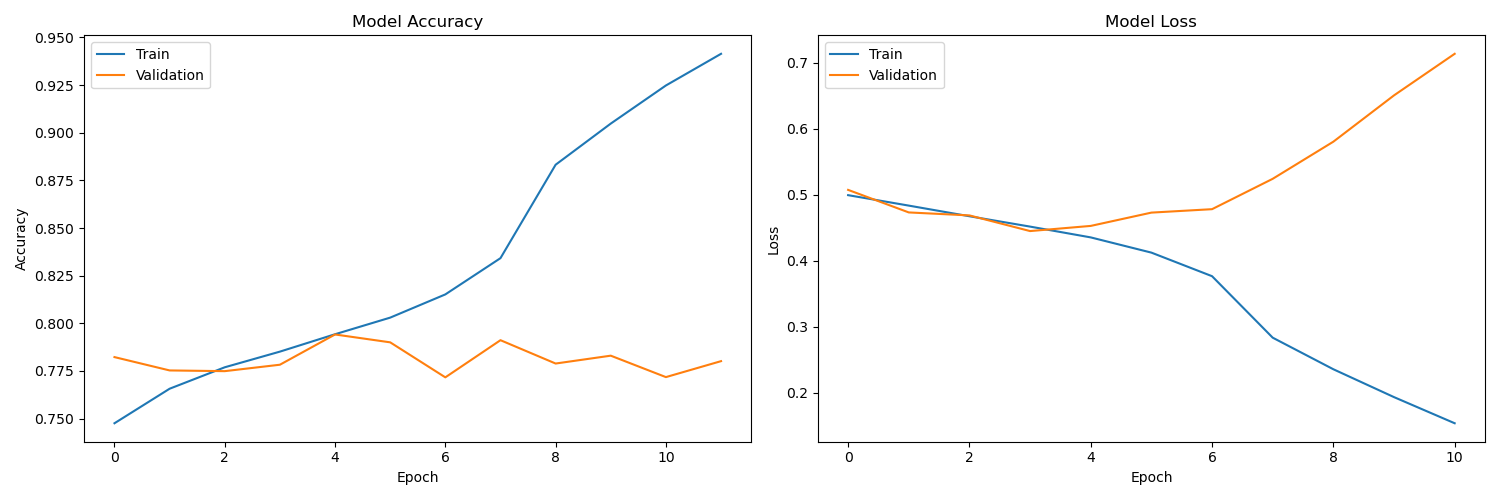 Model Accuracy
Train
Validation
0.950
0.925
0.900
0.875
0.850
0.825
0.800
0.775
0.750
Accuracy
0 2 4 6 8 10
Epoch
Model Loss
Train
Validation
0.7
0.6
0.5
0.4
0.3
0.2
Loss
0 2 4 6 8 10
Epoch